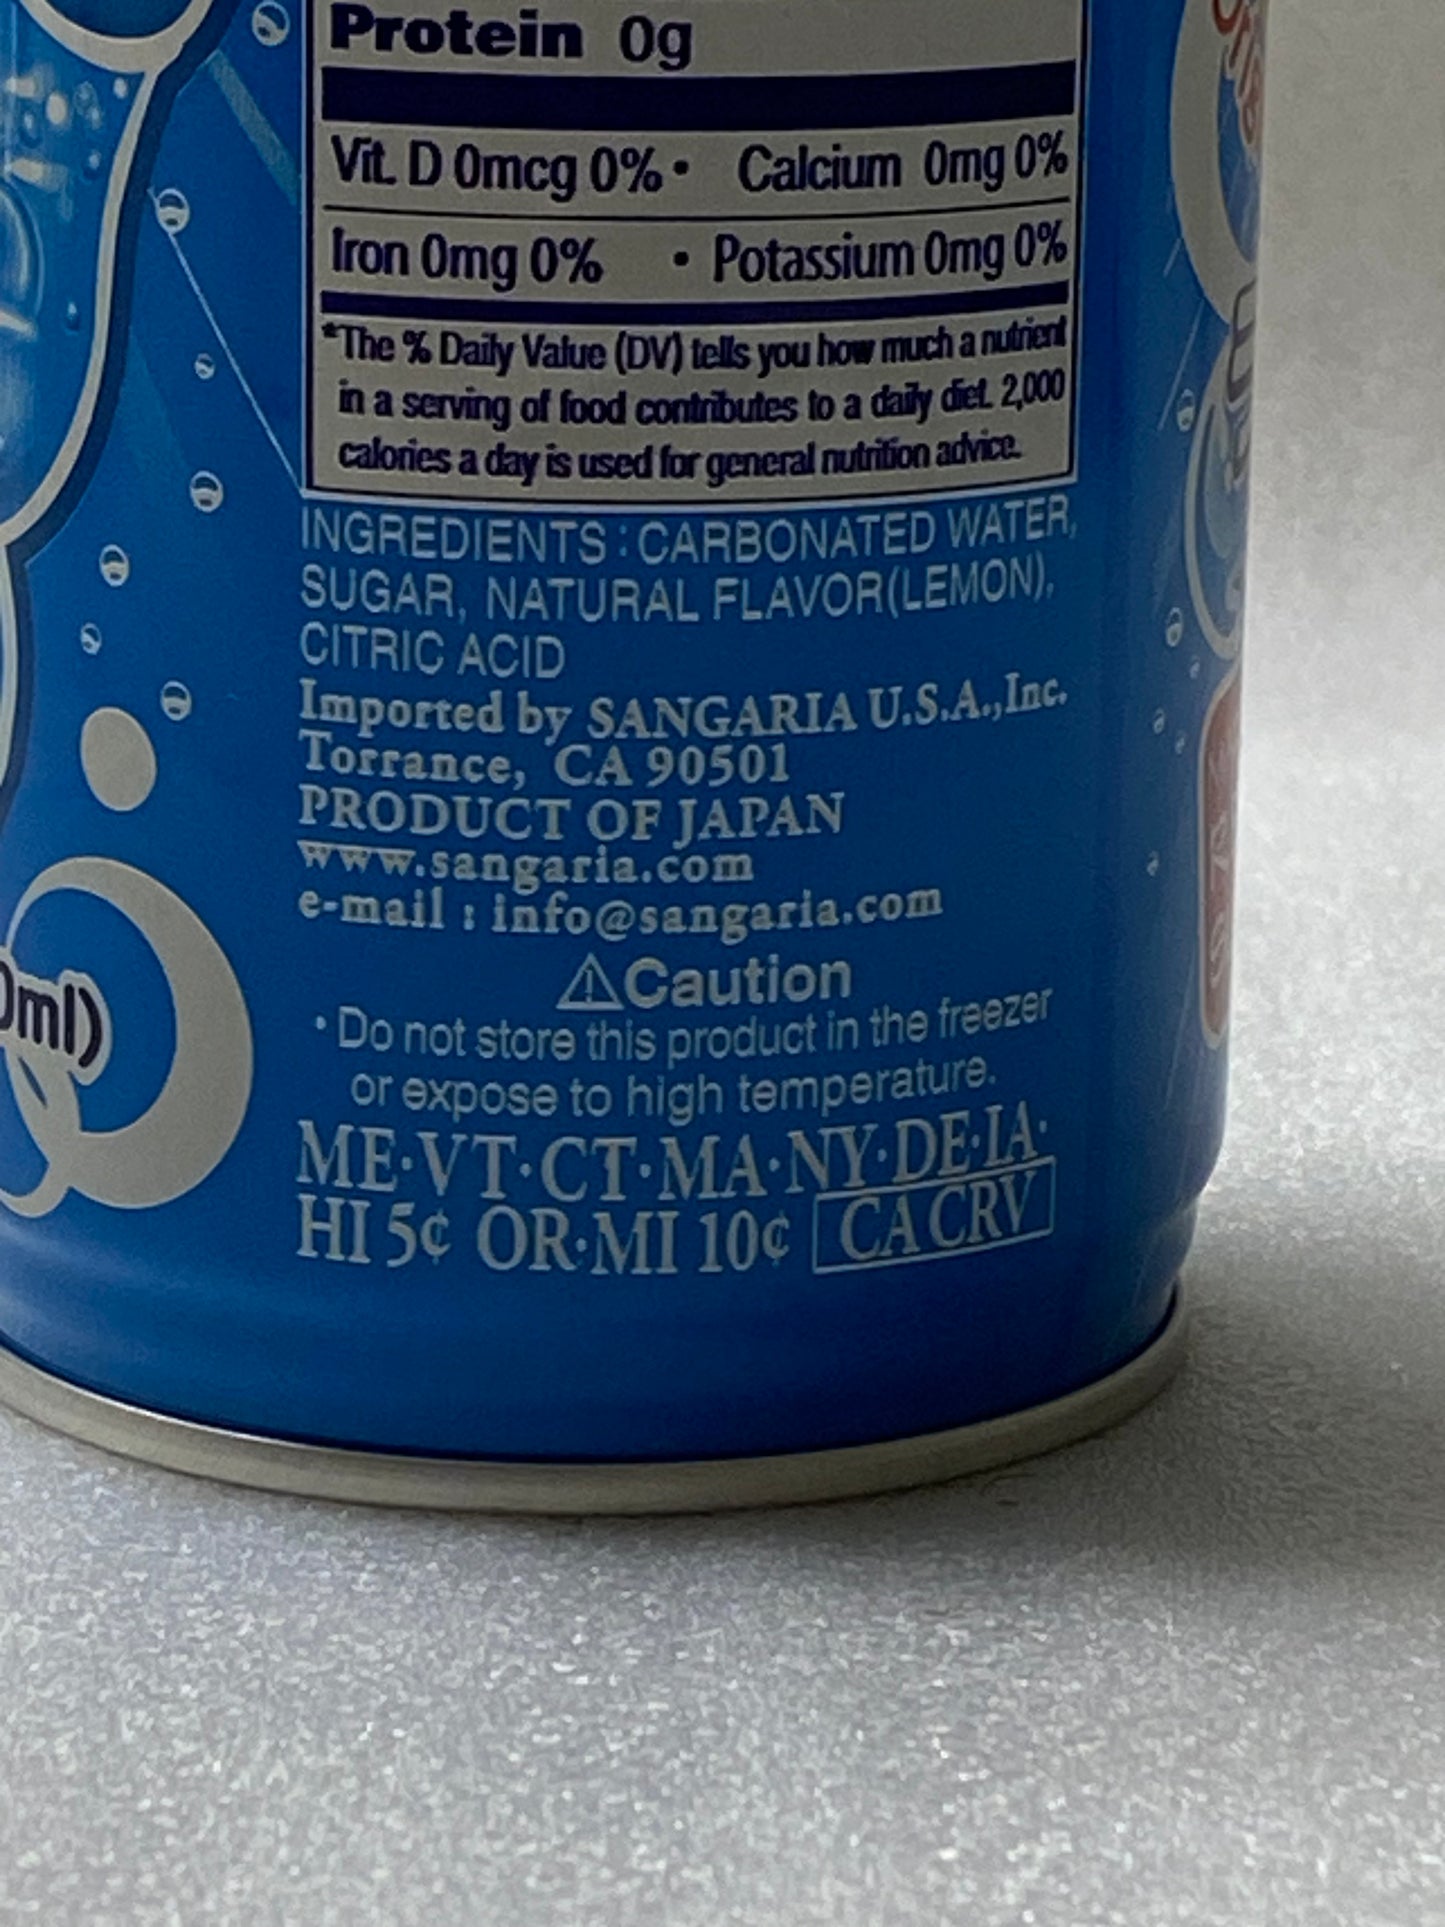 Protein 0g
Vit. D 0mcg 0% • Calcium 0mg 0%
Iron 0mg 0% • Potassium 0mg 0%
*The % Daily Value (DV) tells you how much a nutrient
in a serving of food contributes to a daily diet. 2,000
calories a day is used for general nutrition advice.
INGREDIENTS : CARBONATED WATER,
SUGAR, NATURAL FLAVOR(LEMON),
CITRIC ACID
Imported by SANGARIA U.S.A.,Inc.
Torrance, CA 90501
PRODUCT OF JAPAN
www.sangaria.com
e-mail : info@sangaria.com
⚠Caution
• Do not store this product in the freezer
or expose to high temperature.
ME·VT·CT·MA·NY·DE·IA·
HI 5¢ OR·MI 10¢ CA CRV
0ml)